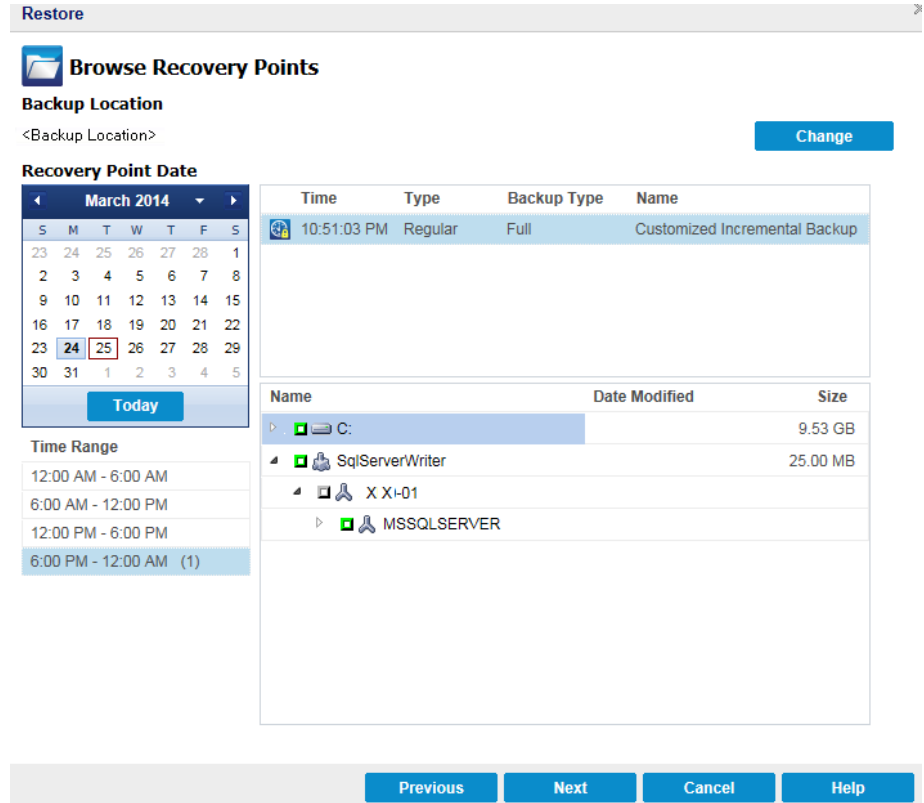 Restore
Browse Recovery Points
Backup Location
<Backup Location>
Change
Recovery Point Date
March 2014
S M T W T F S
23 24 25 26 27 28 1
2 3 4 5 6 7 8
9 10 11 12 13 14 15
16 17 18 19 20 21 22
23 24 25 26 27 28 29
30 31 1 2 3 4 5
Today
Time Range
12:00 AM - 6:00 AM
6:00 AM - 12:00 PM
12:00 PM - 6:00 PM
6:00 PM - 12:00 AM (1)
Time Type Backup Type Name
10:51:03 PM Regular Full Customized Incremental Backup
Name Date Modified Size
C: 9.53 GB
SqlServerWriter 25.00 MB
X X-01
MSSQLSERVER
Previous Next Cancel Help